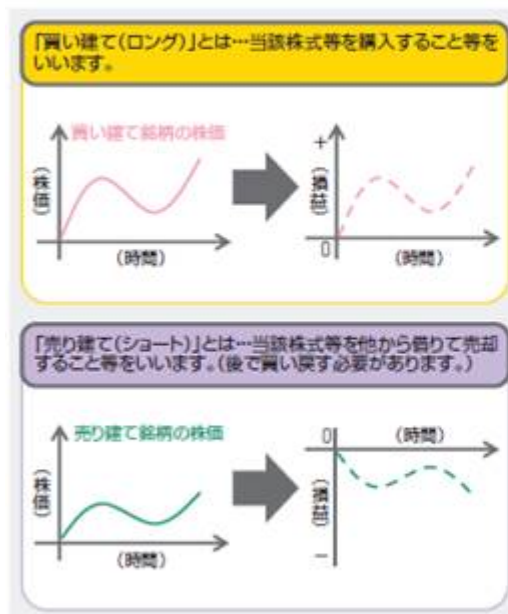 「買い建て(ロング)」とは…当該株式等を購入すること等を
いいます。
買い建て銘柄の株価
(株価)
(時間)
+
(損益)
0
(時間)
「売り建て(ショート)」とは…当該株式等を他から借りて売却
すること等をいいます。(後で買い戻す必要があります。)
売り建て銘柄の株価
(株価)
(時間)
0
(時間)
(損益)
−